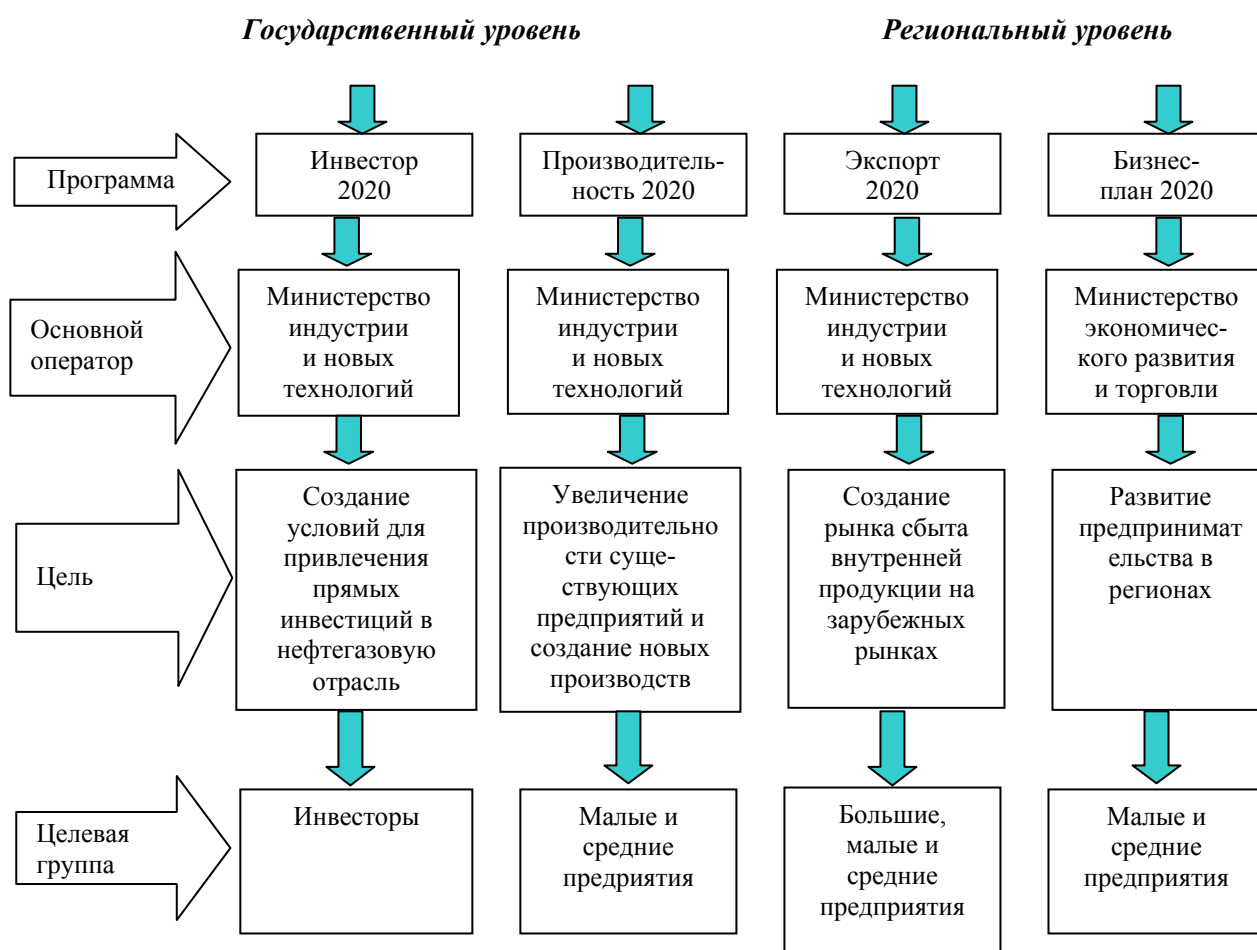 Государственный уровень
Региональный уровень
Программа
Инвестор
2020
Производитель-
ность 2020
Экспорт
2020
Бизнес-
план 2020
Основной
оператор
Министерство
индустрии
и новых
технологий
Министерство
индустрии
и новых
технологий
Министерство
индустрии
и новых
технологий
Министерство
экономичес-
кого развития
и торговли
Цель
Создание
условий для
привлечения
прямых
инвестиций в
нефтегазовую
отрасль
Увеличение
производительно
сти суще-
ствующих
предприятий и
создание новых
производств
Создание
рынка сбыта
внутренней
продукции на
зарубежных
рынках
Развитие
предпринимат
ельства в
регионах
Целевая
группа
Инвесторы
Малые и
средние
предриятия
Большие,
малые и
средние
предприятия
Малые и
средние
предприятия